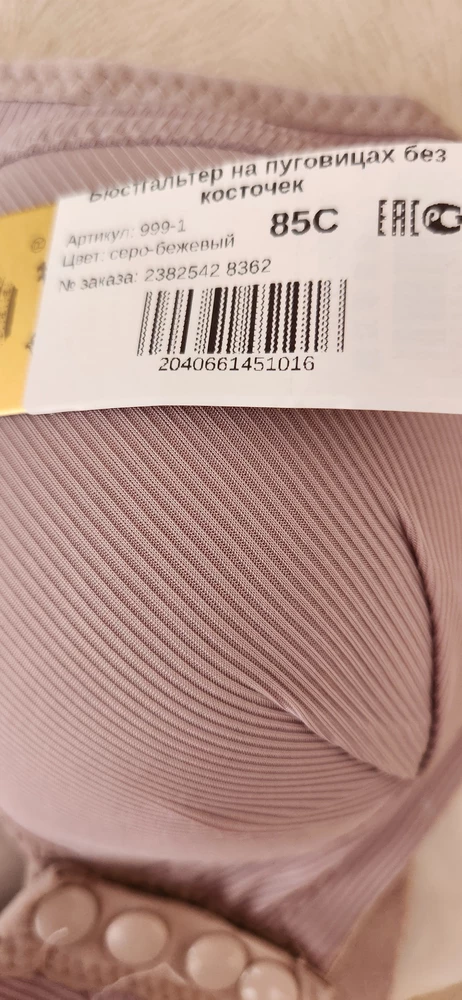 Бюстгальтер на пуговицах без
косточек
Артикул: 999-1
85C
EAC
Цвет: серо-бежевый
№ заказа: 2382542 8362
2040661451016